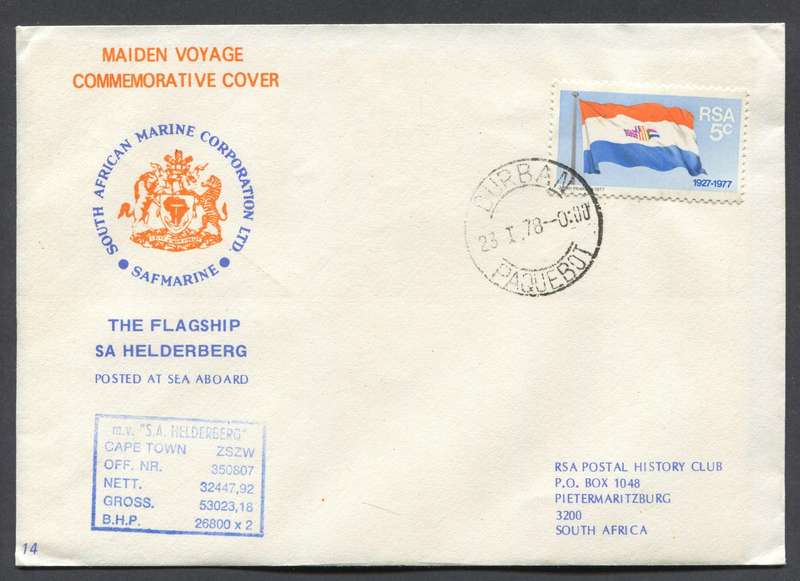 MAIDEN VOYAGE
COMMEMORATIVE COVER
SOUTH AFRICAN MARINE CORPORATION LTD.
• SAFMARINE •
RSA
5c
1927-1977
DURBAN
23 I.78-0:00
PAQUEBOT
THE FLAGSHIP
SA HELDERBERG
POSTED AT SEA ABOARD
m.v. "S.A. HELDERBERG"
CAPE TOWN ZSZW
OFF. NR. 350807
NETT. 32447,92
GROSS. 53023,18
B.H.P. 26800 x 2
RSA POSTAL HISTORY CLUB
P.O. BOX 1048
PIETERMARITZBURG
3200
SOUTH AFRICA
14